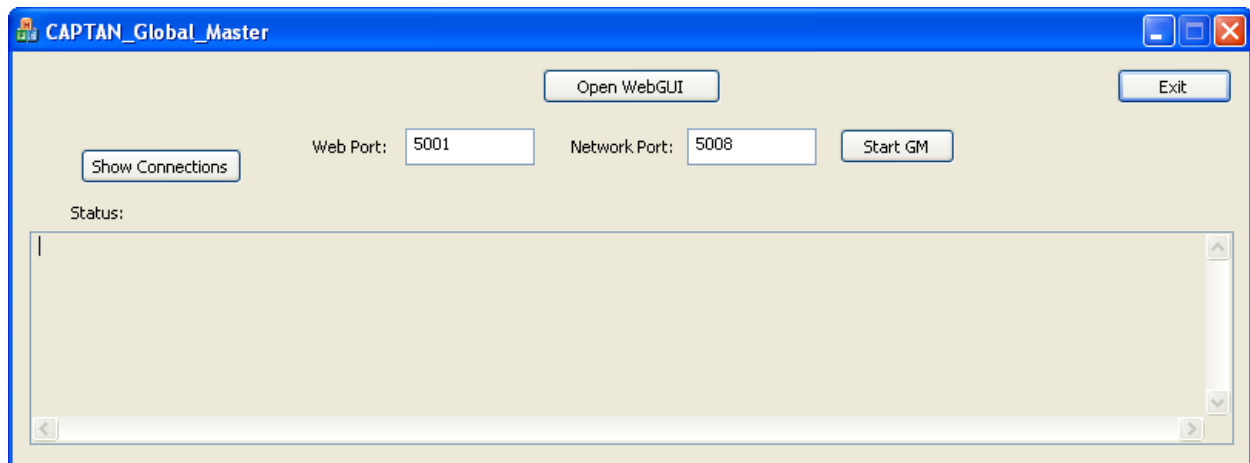 CAPTAN_Global_Master
Open WebGUI
Exit
Show Connections
Web Port: 5001
Network Port: 5008
Start GM
Status: